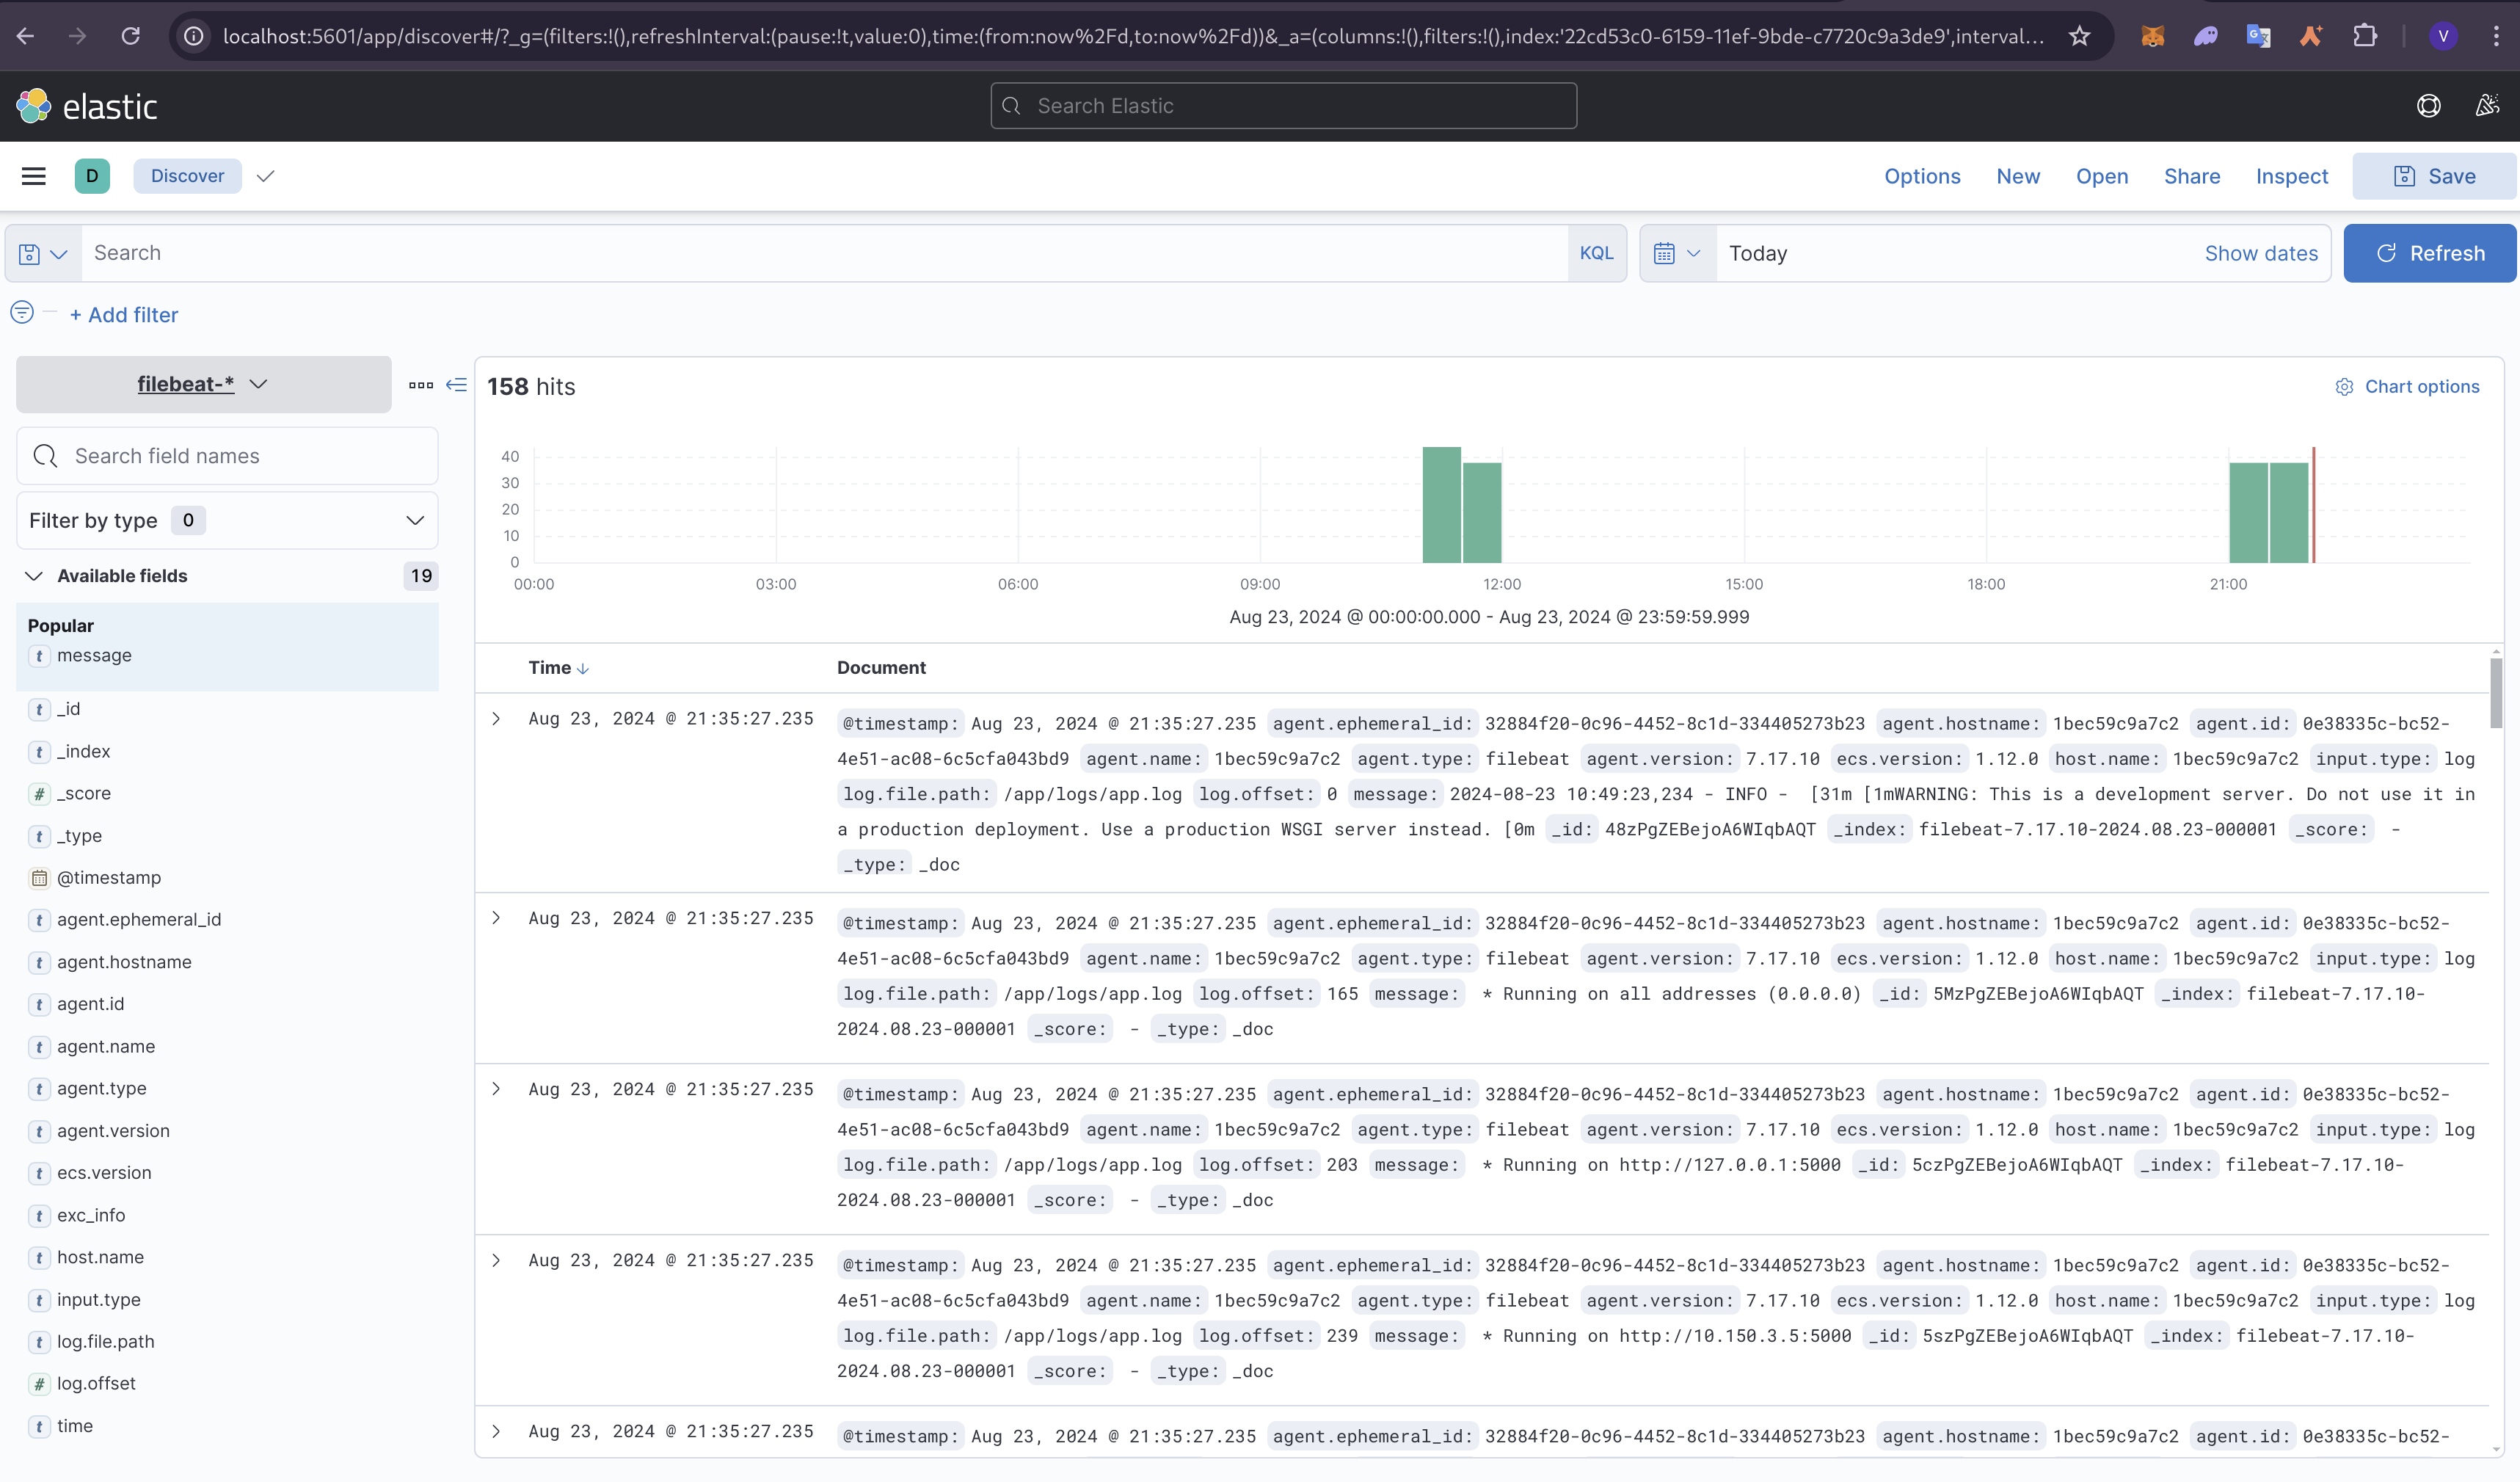 localhost:5601/app/discover#/?_g=(filters:!(),refreshInterval:(pause:!t,value:0),time:(from:now%2Fd,to:now%2Fd))&_a=(columns:!(),filters:!(),index:'22cd53c0-6159-11ef-9bde-c7720c9a3de9',interval...
V
elastic
Search Elastic
D
Discover
Options
New
Open
Share
Inspect
Save
Search
KQL
Today
Show dates
Refresh
+ Add filter
filebeat-*
Search field names
Filter by type 0
Available fields 19
Popular
t message
t _id
t _index
# _score
t _type
@timestamp
t agent.ephemeral_id
t agent.hostname
t agent.id
t agent.name
t agent.type
t agent.version
t ecs.version
t exc_info
t host.name
t input.type
t log.file.path
# log.offset
t time
158 hits
Chart options
40
30
20
10
0
00:00 03:00 06:00 09:00 12:00 15:00 18:00 21:00
Aug 23, 2024 @ 00:00:00.000 - Aug 23, 2024 @ 23:59:59.999
Time Document
Aug 23, 2024 @ 21:35:27.235 @timestamp: Aug 23, 2024 @ 21:35:27.235 agent.ephemeral_id: 32884f20-0c96-4452-8c1d-334405273b23 agent.hostname: 1bec59c9a7c2 agent.id: 0e38335c-bc52-
4e51-ac08-6c5cfa043bd9 agent.name: 1bec59c9a7c2 agent.type: filebeat agent.version: 7.17.10 ecs.version: 1.12.0 host.name: 1bec59c9a7c2 input.type: log
log.file.path: /app/logs/app.log log.offset: 0 message: 2024-08-23 10:49:23,234 - INFO - [31m [1mWARNING: This is a development server. Do not use it in
a production deployment. Use a production WSGI server instead. [0m _id: 48zPgZEBejoA6WIqbAQT _index: filebeat-7.17.10-2024.08.23-000001 _score: -
_type: _doc
Aug 23, 2024 @ 21:35:27.235 @timestamp: Aug 23, 2024 @ 21:35:27.235 agent.ephemeral_id: 32884f20-0c96-4452-8c1d-334405273b23 agent.hostname: 1bec59c9a7c2 agent.id: 0e38335c-bc52-
4e51-ac08-6c5cfa043bd9 agent.name: 1bec59c9a7c2 agent.type: filebeat agent.version: 7.17.10 ecs.version: 1.12.0 host.name: 1bec59c9a7c2 input.type: log
log.file.path: /app/logs/app.log log.offset: 165 message: * Running on all addresses (0.0.0.0) _id: 5MzPgZEBejoA6WIqbAQT _index: filebeat-7.17.10-
2024.08.23-000001 _score: - _type: _doc
Aug 23, 2024 @ 21:35:27.235 @timestamp: Aug 23, 2024 @ 21:35:27.235 agent.ephemeral_id: 32884f20-0c96-4452-8c1d-334405273b23 agent.hostname: 1bec59c9a7c2 agent.id: 0e38335c-bc52-
4e51-ac08-6c5cfa043bd9 agent.name: 1bec59c9a7c2 agent.type: filebeat agent.version: 7.17.10 ecs.version: 1.12.0 host.name: 1bec59c9a7c2 input.type: log
log.file.path: /app/logs/app.log log.offset: 203 message: * Running on http://127.0.0.1:5000 _id: 5czPgZEBejoA6WIqbAQT _index: filebeat-7.17.10-
2024.08.23-000001 _score: - _type: _doc
Aug 23, 2024 @ 21:35:27.235 @timestamp: Aug 23, 2024 @ 21:35:27.235 agent.ephemeral_id: 32884f20-0c96-4452-8c1d-334405273b23 agent.hostname: 1bec59c9a7c2 agent.id: 0e38335c-bc52-
4e51-ac08-6c5cfa043bd9 agent.name: 1bec59c9a7c2 agent.type: filebeat agent.version: 7.17.10 ecs.version: 1.12.0 host.name: 1bec59c9a7c2 input.type: log
log.file.path: /app/logs/app.log log.offset: 239 message: * Running on http://10.150.3.5:5000 _id: 5szPgZEBejoA6WIqbAQT _index: filebeat-7.17.10-
2024.08.23-000001 _score: - _type: _doc
Aug 23, 2024 @ 21:35:27.235 @timestamp: Aug 23, 2024 @ 21:35:27.235 agent.ephemeral_id: 32884f20-0c96-4452-8c1d-334405273b23 agent.hostname: 1bec59c9a7c2 agent.id: 0e38335c-bc52-